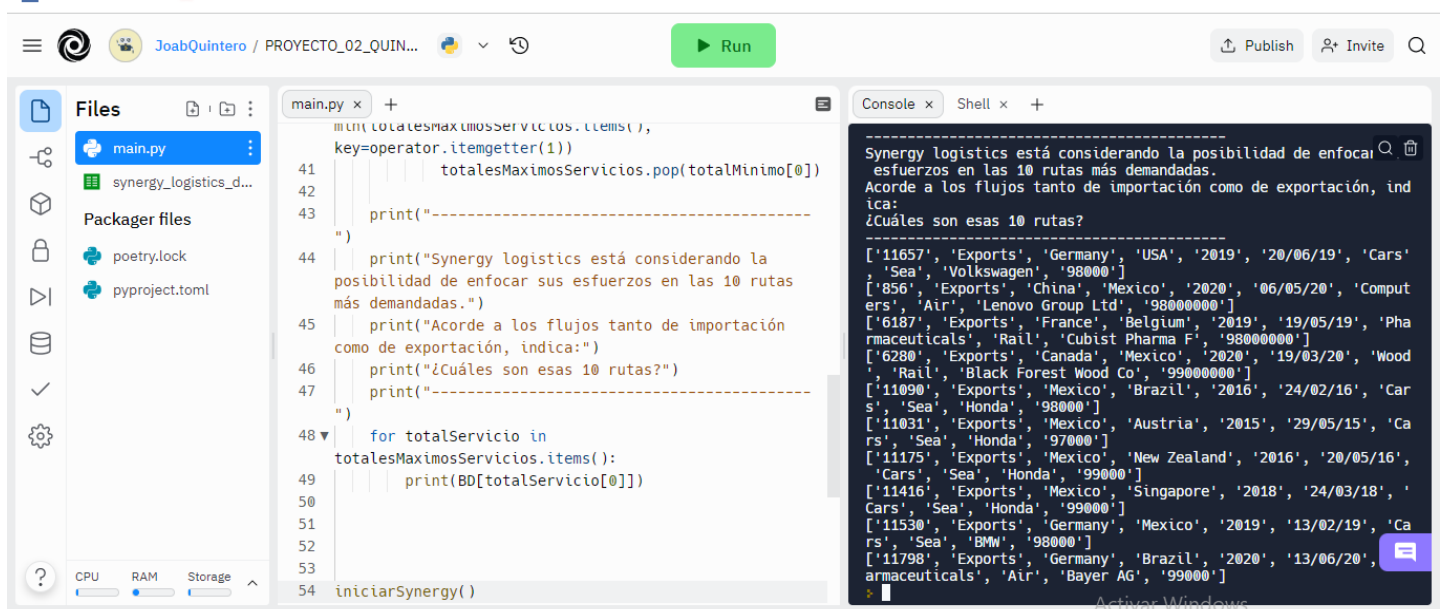 JoabQuintero / PROYECTO_02_QUIN...
Run
Publish
Invite
Files
main.py
synergy_logistics_d...
Packager files
poetry.lock
pyproject.toml
?
CPU RAM Storage
main.py × +
min(totalesMaximosServicios.items(),
key=operator.itemgetter(1))
41 totalesMaximosServicios.pop(totalMinimo[0])
42
43 print("-------------------------------------------
")
44 print("Synergy logistics está considerando la
posibilidad de enfocar sus esfuerzos en las 10 rutas
más demandadas.")
45 print("Acorde a los flujos tanto de importación
como de exportación, indica:")
46 print("¿Cuáles son esas 10 rutas?")
47 print("-------------------------------------------
")
48 for totalServicio in
totalesMaximosServicios.items():
49 print(BD[totalServicio[0]])
50
51
52
53
54 iniciarSynergy()
Console × Shell × +
-------------------------------------------
Synergy logistics está considerando la posibilidad de enfocar
esfuerzos en las 10 rutas más demandadas.
Acorde a los flujos tanto de importación como de exportación, ind
ica:
¿Cuáles son esas 10 rutas?
-------------------------------------------
['11657', 'Exports', 'Germany', 'USA', '2019', '20/06/19', 'Cars'
, 'Sea', 'Volkswagen', '98000']
['856', 'Exports', 'China', 'Mexico', '2020', '06/05/20', 'Comput
ers', 'Air', 'Lenovo Group Ltd', '98000000']
['6187', 'Exports', 'France', 'Belgium', '2019', '19/05/19', 'Pha
rmaceuticals', 'Rail', 'Cubist Pharma F', '98000000']
['6280', 'Exports', 'Canada', 'Mexico', '2020', '19/03/20', 'Wood
', 'Rail', 'Black Forest Wood Co', '99000000']
['11090', 'Exports', 'Mexico', 'Brazil', '2016', '24/02/16', 'Car
s', 'Sea', 'Honda', '98000']
['11031', 'Exports', 'Mexico', 'Austria', '2015', '29/05/15', 'Ca
rs', 'Sea', 'Honda', '97000']
['11175', 'Exports', 'Mexico', 'New Zealand', '2016', '20/05/16',
'Cars', 'Sea', 'Honda', '99000']
['11416', 'Exports', 'Mexico', 'Singapore', '2018', '24/03/18', '
Cars', 'Sea', 'Honda', '99000']
['11530', 'Exports', 'Germany', 'Mexico', '2019', '13/02/19', 'Ca
rs', 'Sea', 'BMW', '98000']
['11798', 'Exports', 'Germany', 'Brazil', '2020', '13/06/20',
armaceuticals', 'Air', 'Bayer AG', '99000']
Activar Windows